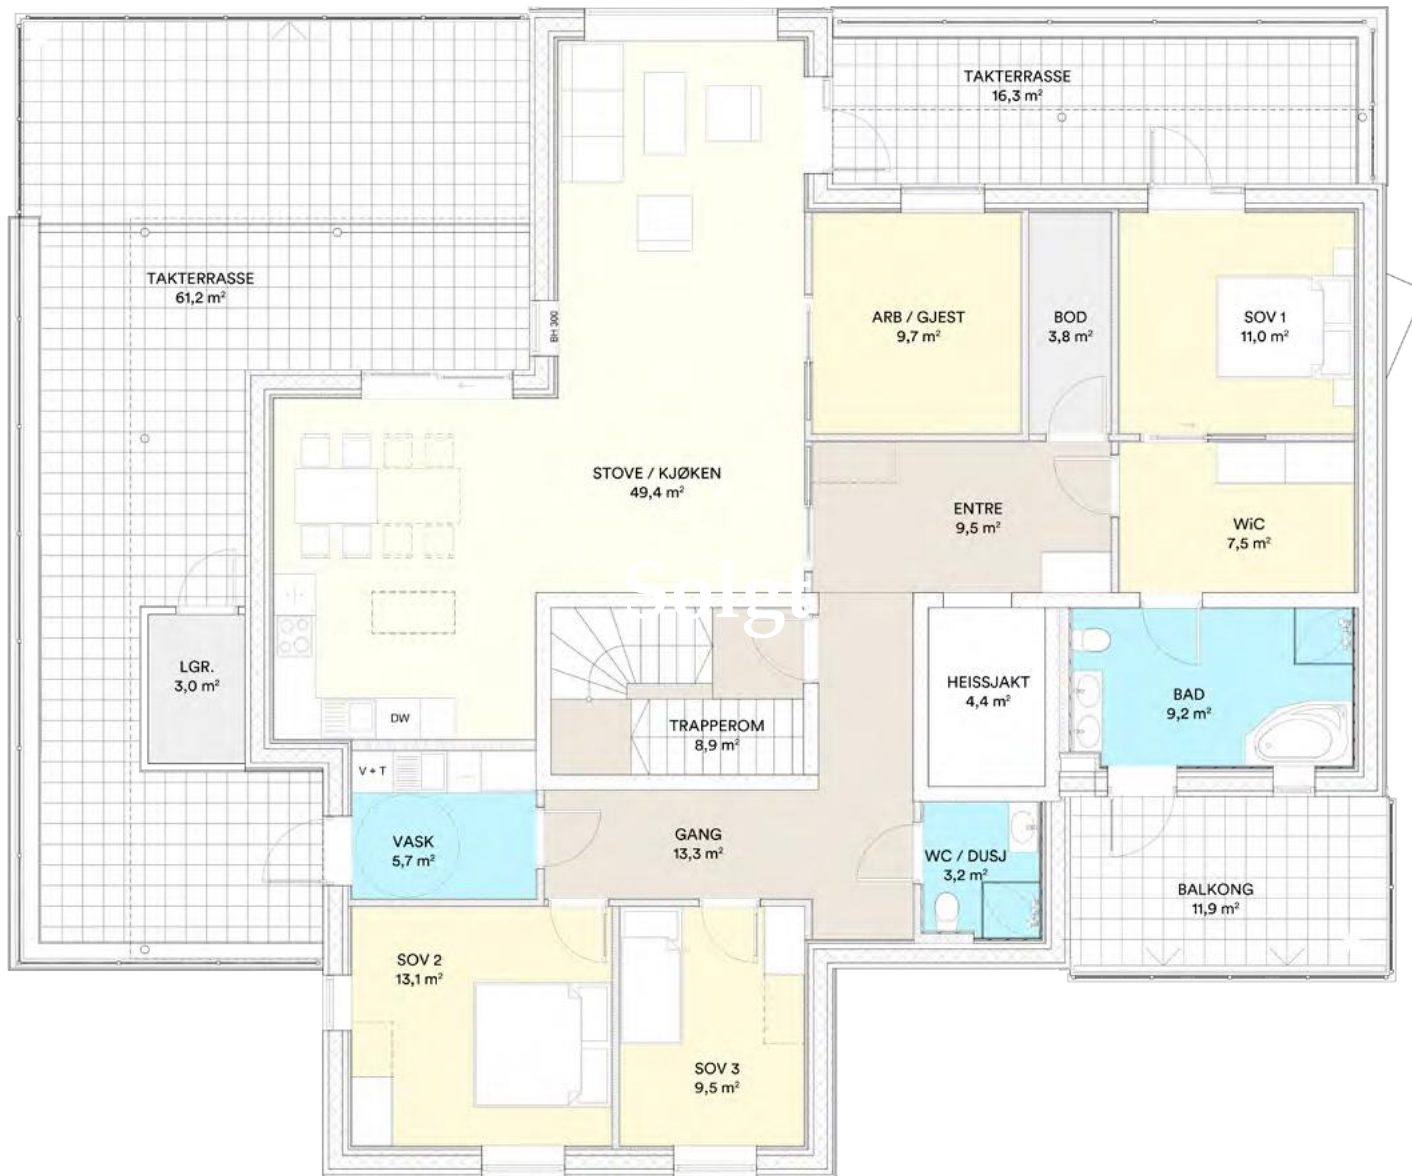 TAKTERRASSE
16,3 m²
TAKTERRASSE
61,2 m²
BH 300
ARB / GJEST
9,7 m²
BOD
3,8 m²
SOV 1
11,0 m²
STOVE / KJØKEN
49,4 m²
ENTRE
9,5 m²
WiC
7,5 m²
Solgt
LGR.
3,0 m²
HEISSJAKT
4,4 m²
BAD
9,2 m²
DW
TRAPPEROM
8,9 m²
V + T
VASK
5,7 m²
GANG
13,3 m²
WC / DUSJ
3,2 m²
BALKONG
11,9 m²
SOV 2
13,1 m²
SOV 3
9,5 m²